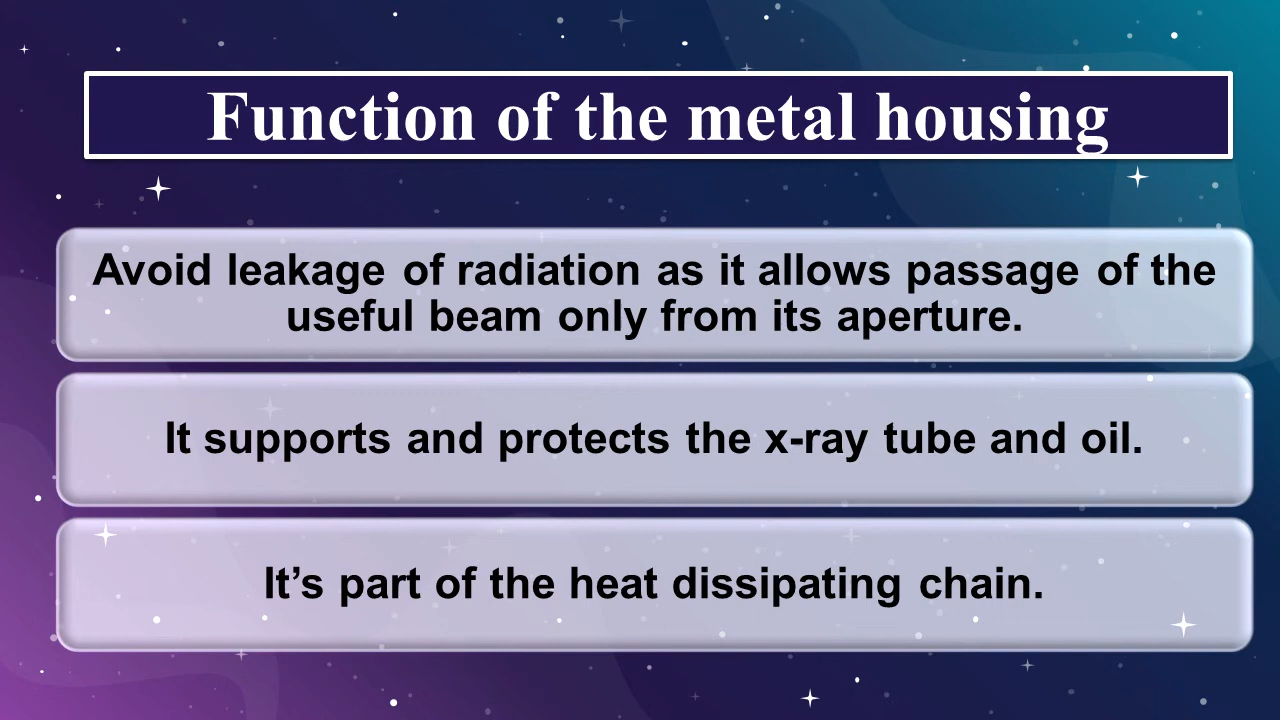 Function of the metal housing
Avoid leakage of radiation as it allows passage of the
useful beam only from its aperture.
It supports and protects the x-ray tube and oil.
It’s part of the heat dissipating chain.